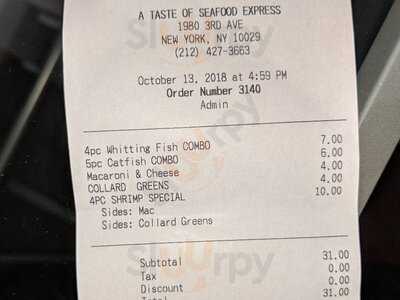 A TASTE OF SEAFOOD EXPRESS
1980 3RD AVE
NEW YORK, NY 10029
(212) 427-3663
October 13, 2018 at 4:59 PM
Order Number 3140
Admin
4pc Whitting Fish COMBO 7.00
5pc Catfish COMBO 6.00
Macaroni & Cheese 4.00
COLLARD GREENS 4.00
4PC SHRIMP SPECIAL 10.00
Sides: Mac
Sides: Collard Greens
Subtotal 31.00
Tax 0.00
Discount 0.00
Total 31.00